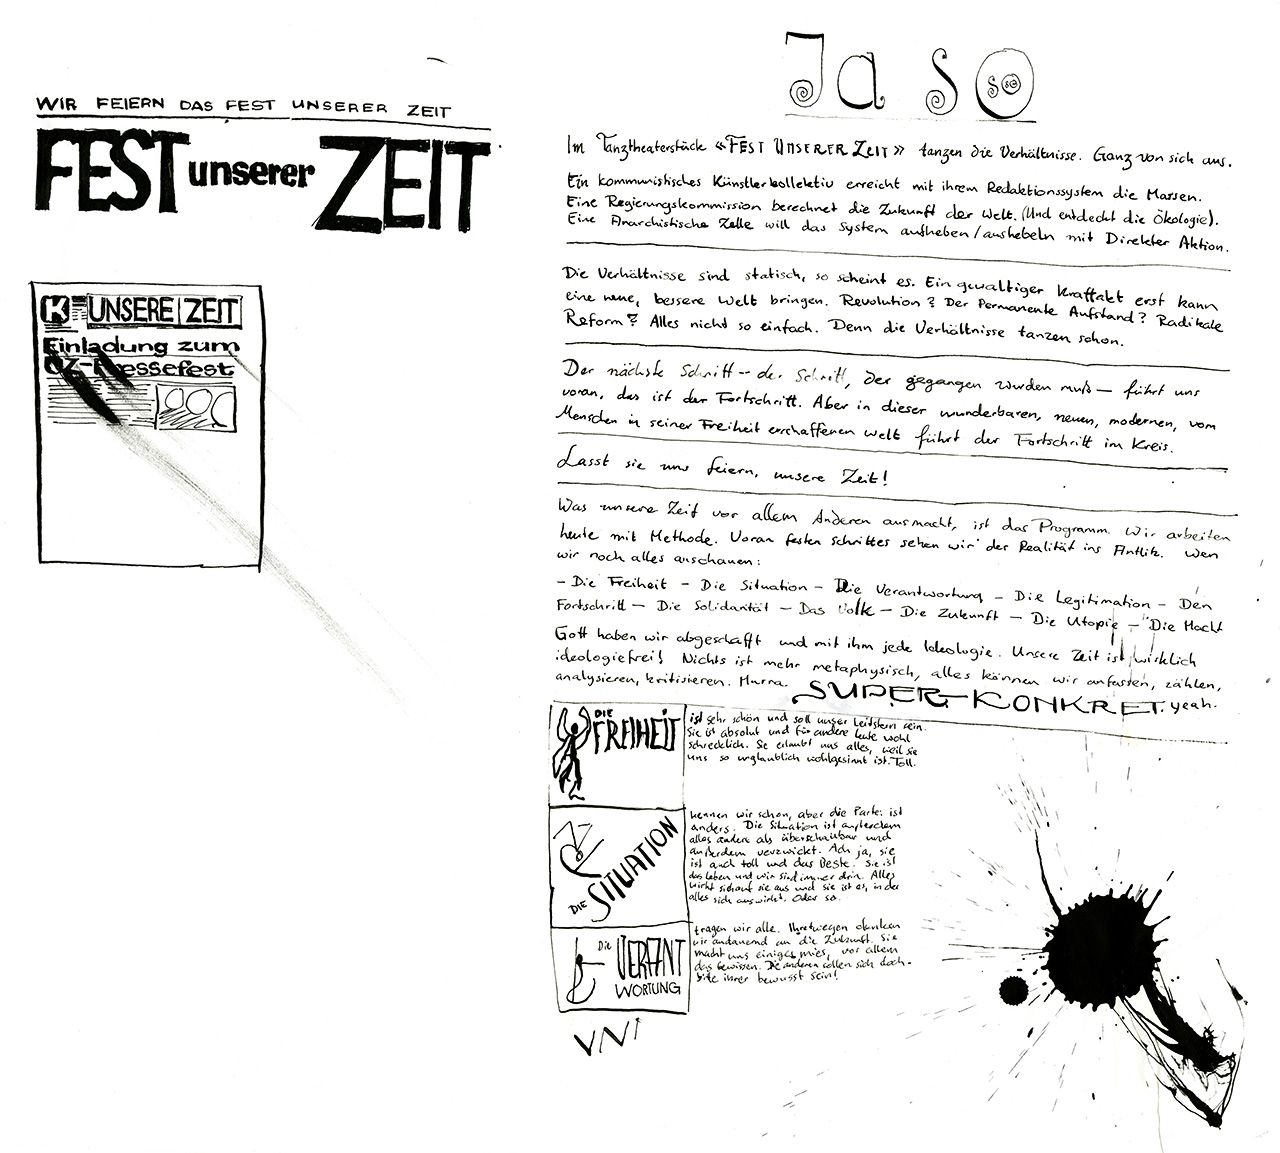 WIR FEIERN DAS FEST UNSERER ZEIT
FEST unserer ZEIT
K UNSERE ZEIT
Einladung zum
UZ-Pressefest
Ja so
so
Im Tanztheaterstück «FEST UNSERER ZEIT» tanzen die Verhältnisse. Ganz von sich aus.
Ein kommunistisches Künstlerkollektiv erreicht mit ihrem Redaktionssystem die Massen.
Eine Regierungskommission berechnet die Zukunft der Welt. (Und entdeckt die Ökologie).
Eine Anarchistische Zelle will das System aufheben/aushebeln mit Direkter Aktion.
Die Verhältnisse sind statisch, so scheint es. Ein gewaltiger Kraftakt erst kann
eine neue, bessere Welt bringen. Revolution? Der Permanente Aufstand? Radikale
Reform? Alles nicht so einfach. Denn die Verhältnisse tanzen schon.
Der nächste Schritt – der Schritt, der gegangen werden muß – führt uns
voran, das ist der Fortschritt. Aber in dieser wunderbaren, neuen, modernen, vom
Menschen in seiner Freiheit erschaffenen Welt führt der Fortschritt im Kreis.
Lasst sie uns feiern, unsere Zeit!
Was unsere Zeit vor allem Anderen ausmacht, ist das Programm. Wir arbeiten
heute mit Methode. Voran festen Schrittes sehen wir der Realität ins Antlitz. Wen
wir noch alles anschauen:
– Die Freiheit – Die Situation – Die Verantwortung – Die Legitimation – Den
Fortschritt – Die Solidarität – Das Volk – Die Zukunft – Die Utopie – Die Macht
Gott haben wir abgeschafft und mit ihm jede Ideologie. Unsere Zeit ist wirklich
ideologiefrei! Nichts ist mehr metaphysisch, alles können wir anfassen, zählen,
analysieren, kritisieren. Hurra. SUPER-KONKRET. yeah.
DIE
FREIHEIT
ist sehr schön und soll unser Leitstern sein.
Sie ist absolut und für andere Leute wohl
schrecklich. Sie erlaubt uns alles, weil sie
uns so unglaublich wohlgesinnt ist. Toll.
DIE SITUATION
kennen wir schon, aber die Partei ist
anders. Die Situation ist außerdem
alles andere als überschaubar und
außerdem verzwickt. Ach ja, sie
ist auch toll und das Beste. Sie ist
das Leben und wir sind immer drin. Alles
wirkt sich auf sie aus und sie ist es, in der
alles sich auswirkt. Oder so.
Die VERANT
WORTUNG
tragen wir alle. Ihretwegen denken
wir andauernd an die Zukunft. Sie
macht uns einiges mies, vor allem
das Gewissen. Die anderen sollen sich doch
bitte ihrer bewusst sein!